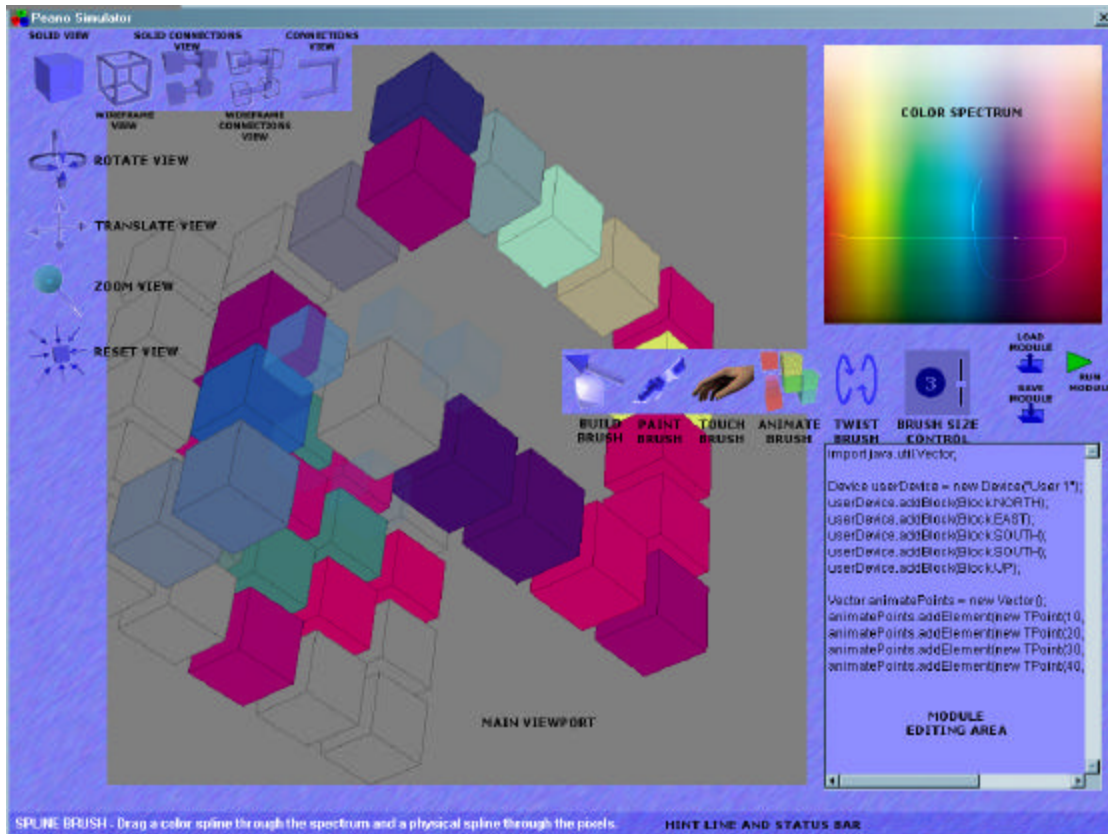 Peano Simulator
SOLID VIEW
SOLID CONNECTIONS VIEW
CONNECTIONS VIEW
WIREFRAME VIEW
WIREFRAME CONNECTIONS VIEW
ROTATE VIEW
TRANSLATE VIEW
ZOOM VIEW
RESET VIEW
COLOR SPECTRUM
LOAD MODULE
SAVE MODULE
RUN MODULE
3
BUILD BRUSH
PAINT BRUSH
TOUCH BRUSH
ANIMATE BRUSH
TWIST BRUSH
BRUSH SIZE CONTROL
import java.util.Vector;
Device userDevice = new Device("User 1");
userDevice.addBlock(Block.NORTH);
userDevice.addBlock(Block.EAST);
userDevice.addBlock(Block.SOUTH);
userDevice.addBlock(Block.SOUTH);
userDevice.addBlock(Block.UP);
Vector animatePoints = new Vector();
animatePoints.addElement(new TPoint(10,
animatePoints.addElement(new TPoint(20,
animatePoints.addElement(new TPoint(30,
animatePoints.addElement(new TPoint(40,
MODULE
EDITING AREA
MAIN VIEWPORT
SPLINE BRUSH - Drag a color spline through the spectrum and a physical spline through the pixels.
HINT LINE AND STATUS BAR